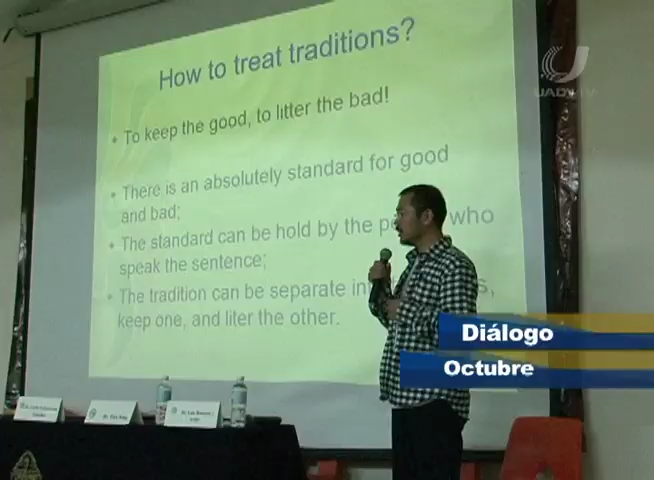 How to treat traditions?
• To keep the good, to litter the bad!
• There is an absolutely standard for good
and bad;
• The standard can be hold by the who
speak the sentence;
• The tradition can be separate
keep one, and liter the other.
UADY TV
Diálogo
Octubre